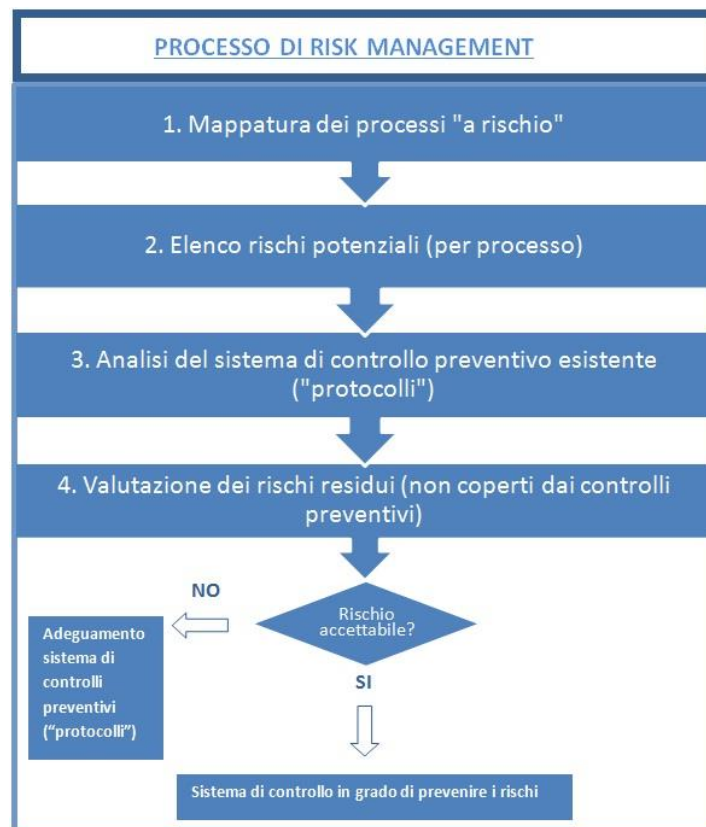 PROCESSO DI RISK MANAGEMENT
1. Mappatura dei processi "a rischio"
2. Elenco rischi potenziali (per processo)
3. Analisi del sistema di controllo preventivo esistente
("protocolli")
4. Valutazione dei rischi residui (non coperti dai controlli
preventivi)
Rischio
accettabile?
NO
Adeguamento
sistema di
controlli
preventivi
(“protocolli”)
SI
Sistema di controllo in grado di prevenire i rischi